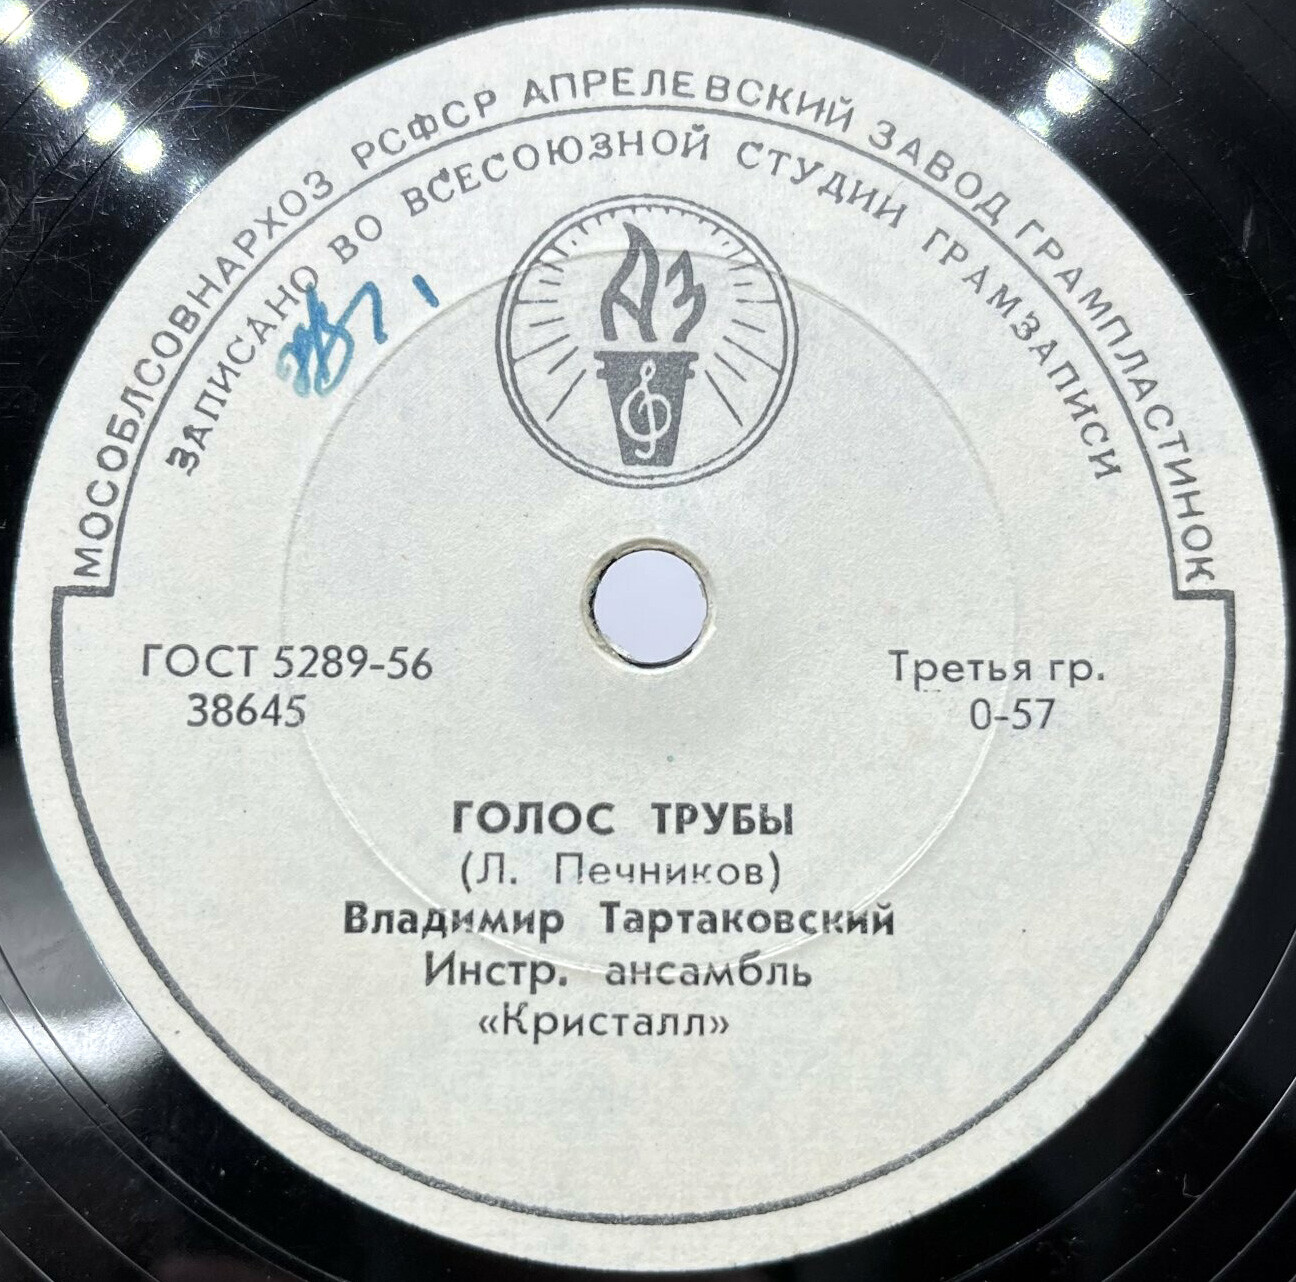 МОСОБЛСОВНАРХОЗ РСФСР АПРЕЛЕВСКИЙ ЗАВОД ГРАМПЛАСТИНОК
ЗАПИСАНО ВО ВСЕСОЮЗНОЙ СТУДИИ ГРАМЗАПИСИ
АЗ
ГОСТ 5289-56
38645
Третья гр.
0-57
ГОЛОС ТРУБЫ
(Л. Печников)
Владимир Тартаковский
Инстр. ансамбль
«Кристалл»